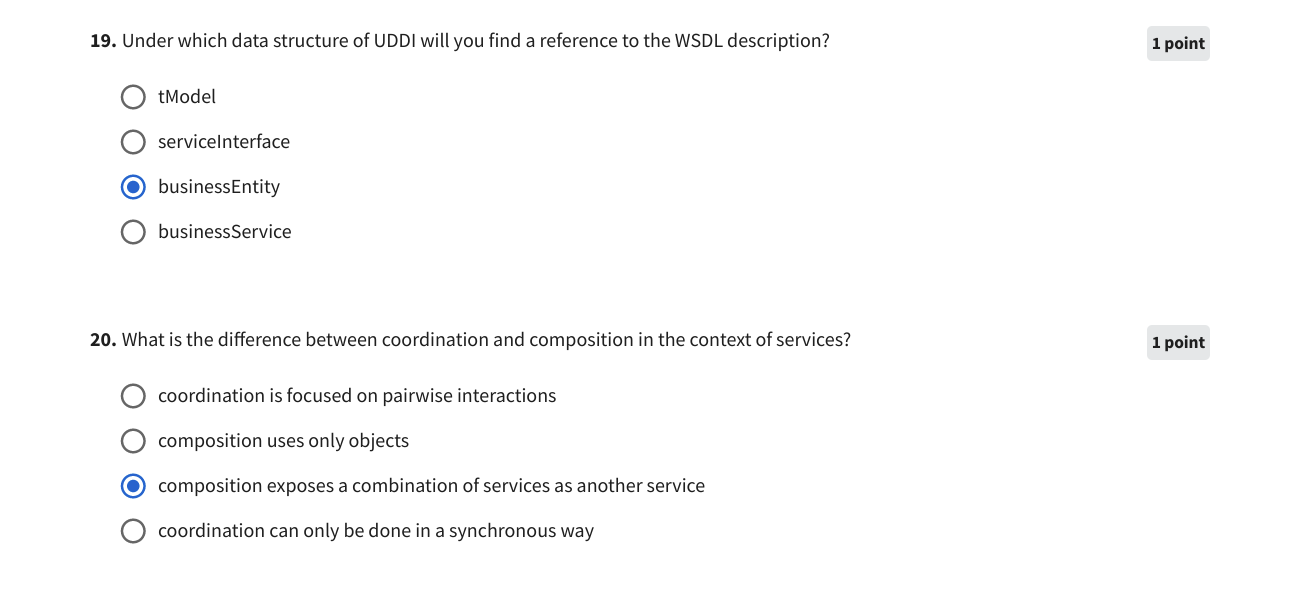 19. Under which data structure of UDDI will you find a reference to the WSDL description?
1 point
tModel
serviceInterface
businessEntity
businessService
20. What is the difference between coordination and composition in the context of services?
1 point
coordination is focused on pairwise interactions
composition uses only objects
composition exposes a combination of services as another service
coordination can only be done in a synchronous way